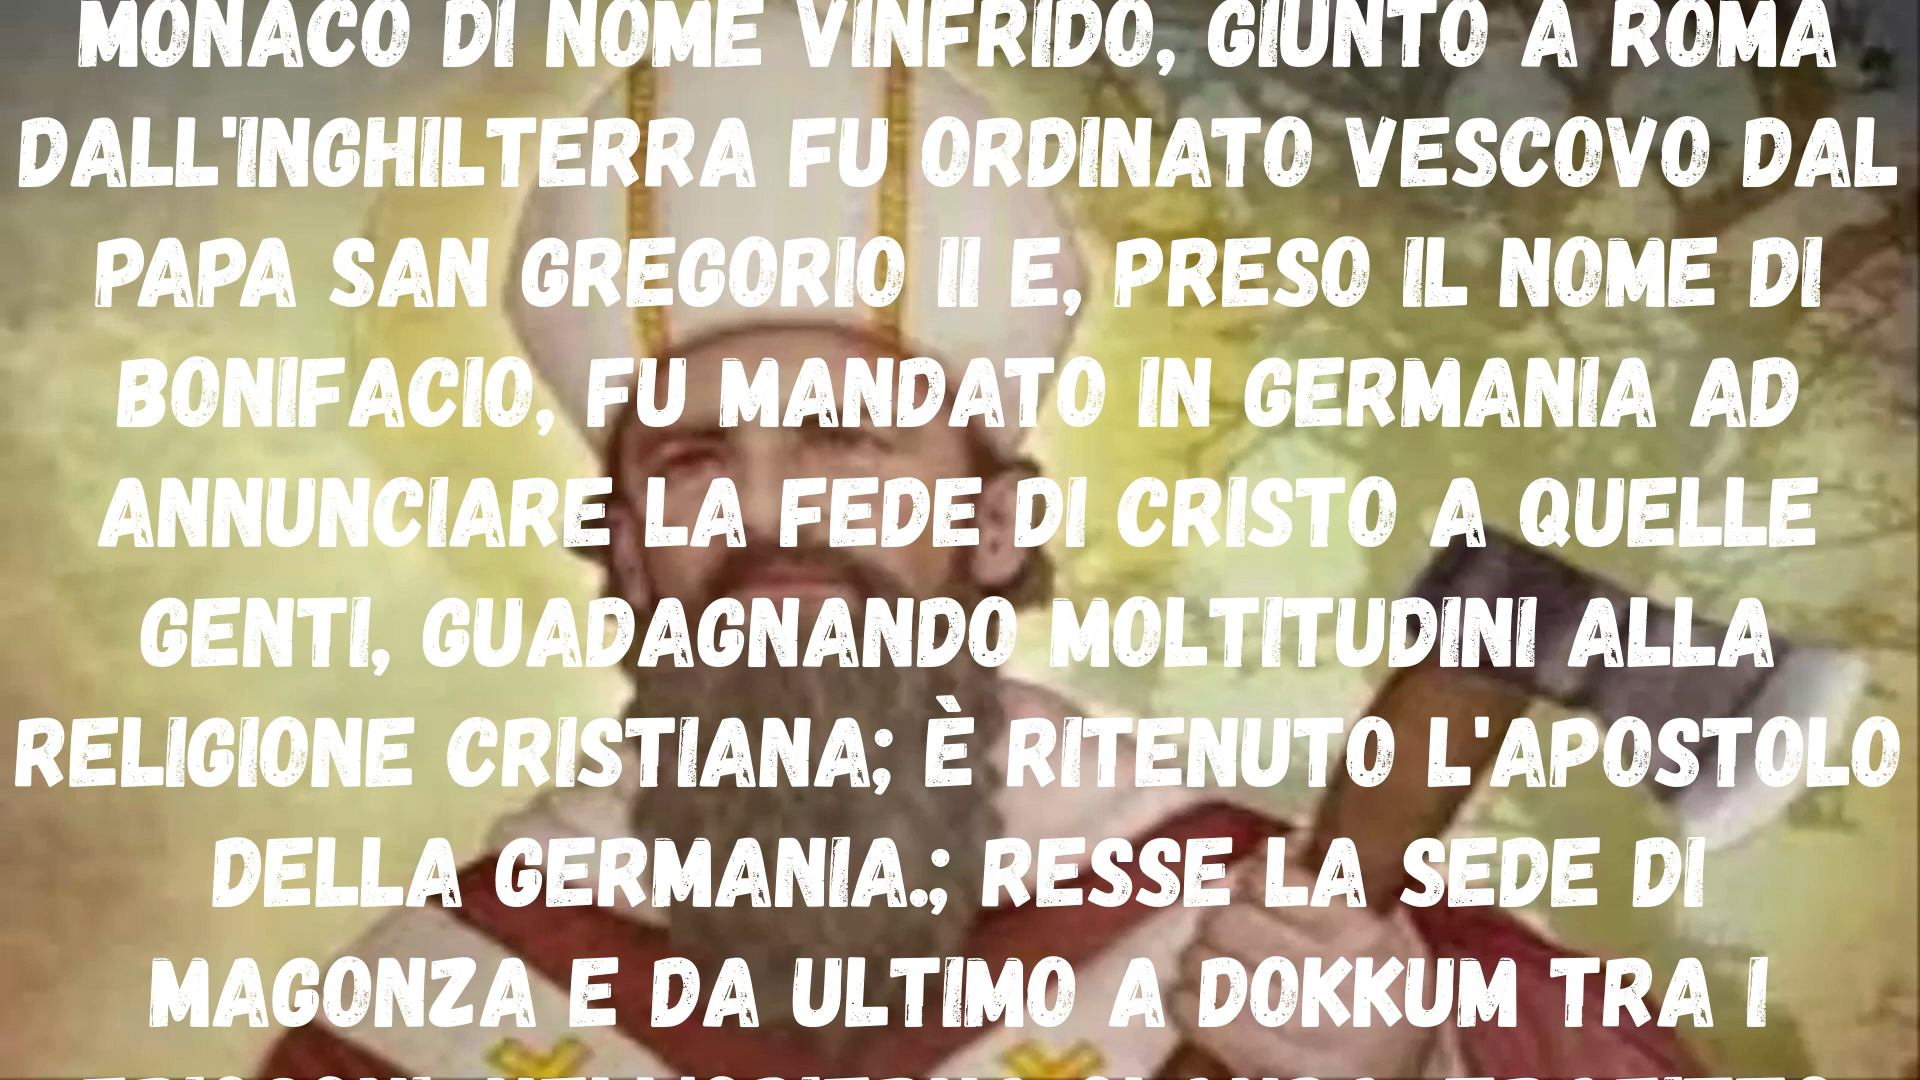 MONACO DI NOME VINFRIDO, GIUNTO A ROMA
DALL'INGHILTERRA FU ORDINATO VESCOVO DAL
PAPA SAN GREGORIO II E, PRESO IL NOME DI
BONIFACIO, FU MANDATO IN GERMANIA AD
ANNUNCIARE LA FEDE DI CRISTO A QUELLE
GENTI, GUADAGNANDO MOLTITUDINI ALLA
RELIGIONE CRISTIANA; È RITENUTO L'APOSTOLO
DELLA GERMANIA.; RESSE LA SEDE DI
MAGONZA E DA ULTIMO A DOKKUM TRA I